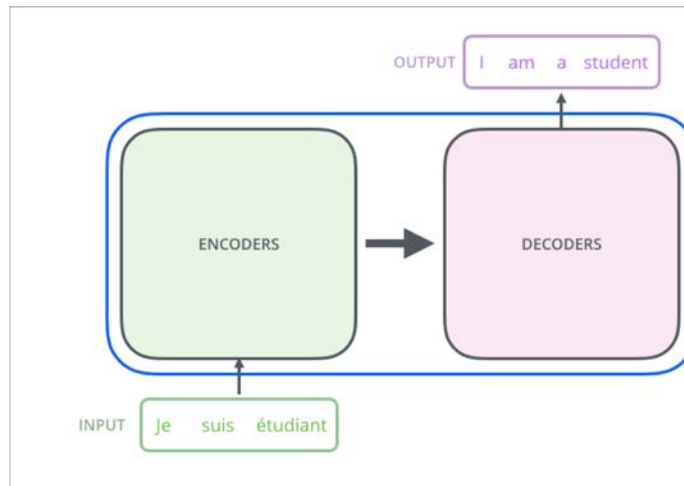 OUTPUT I am a student
ENCODERS DECODERS
INPUT Je suis étudiant